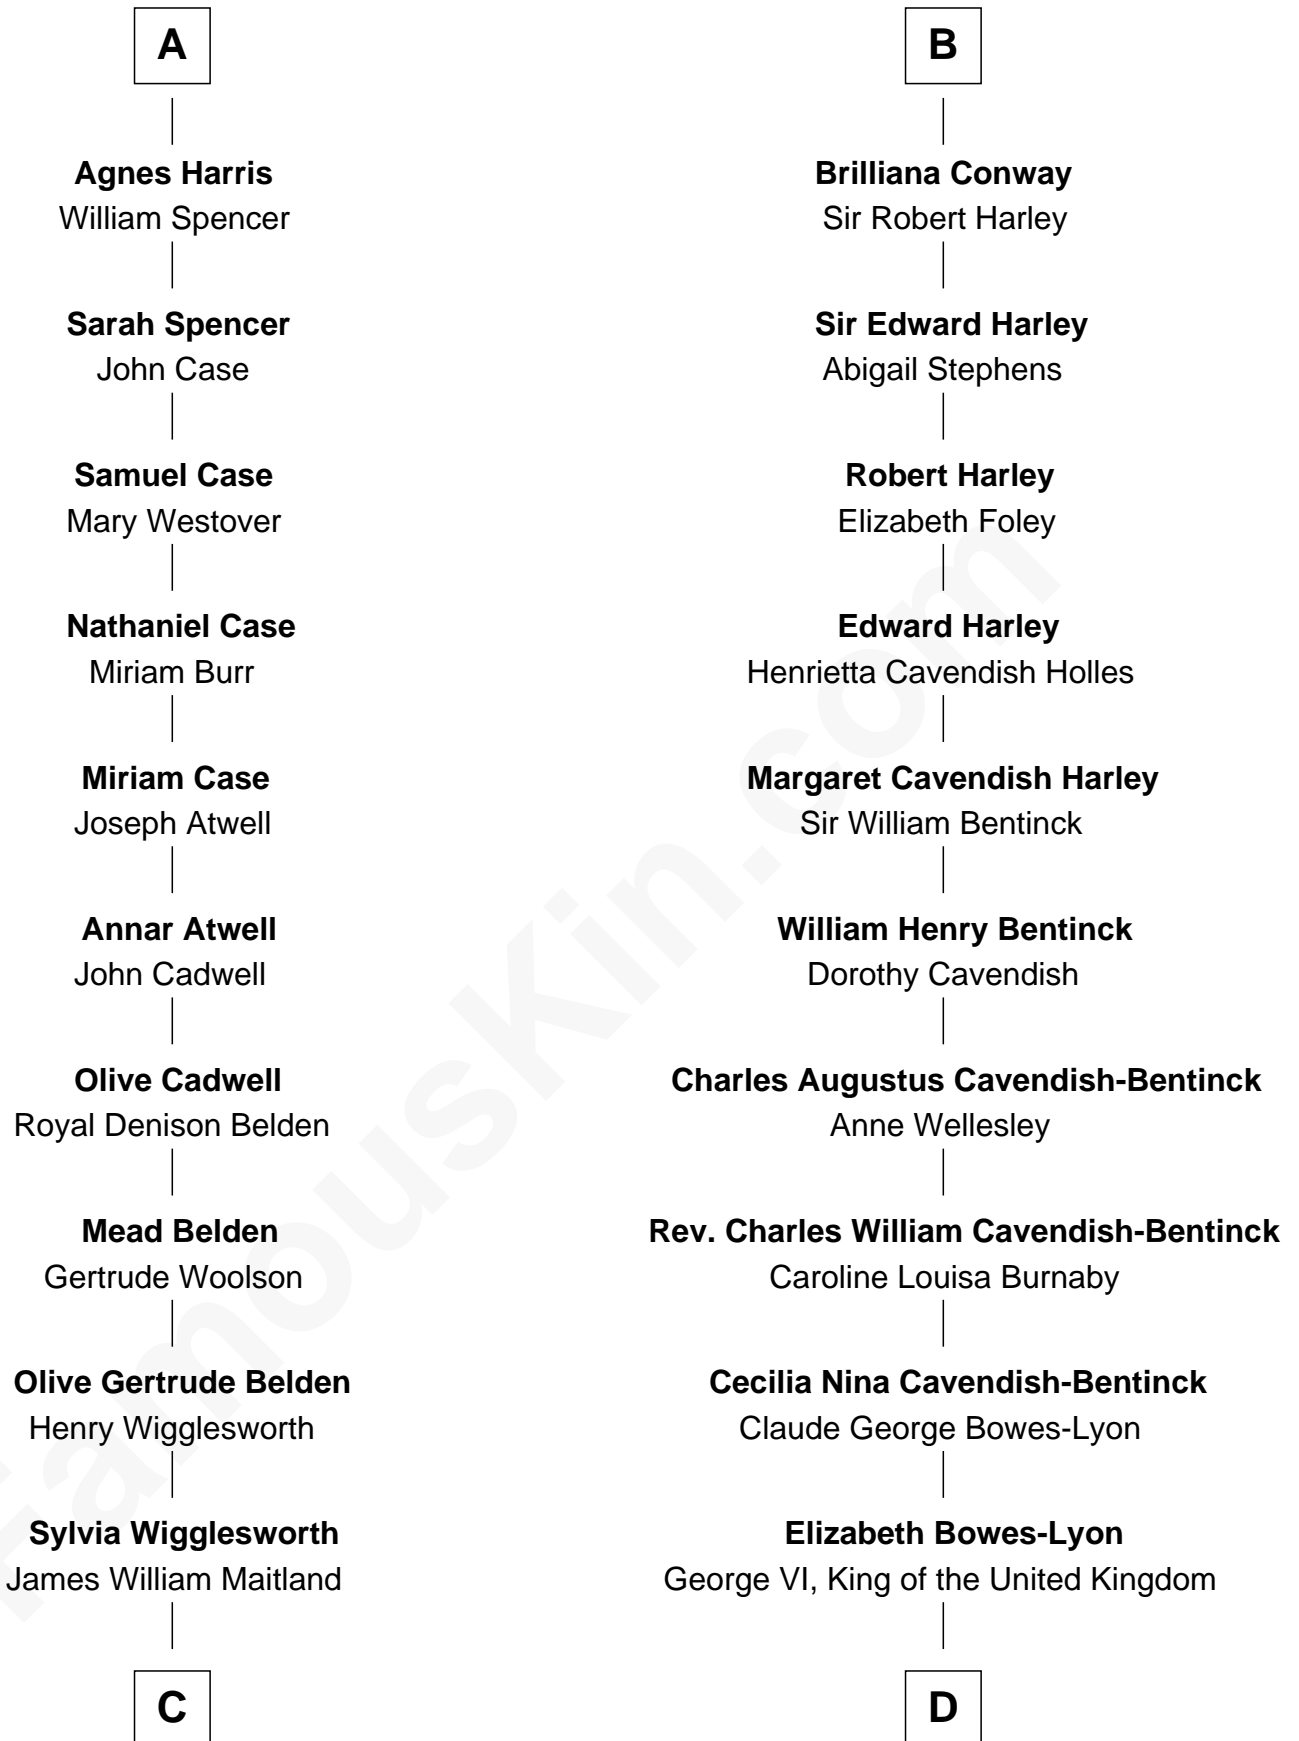 A
Agnes Harris
William Spencer
Sarah Spencer
John Case
Samuel Case
Mary Westover
Nathaniel Case
Miriam Burr
Miriam Case
Joseph Atwell
Annar Atwell
John Cadwell
Olive Cadwell
Royal Denison Belden
Mead Belden
Gertrude Woolson
Olive Gertrude Belden
Henry Wigglesworth
Sylvia Wigglesworth
James William Maitland
C
B
Brilliana Conway
Sir Robert Harley
Sir Edward Harley
Abigail Stephens
Robert Harley
Elizabeth Foley
Edward Harley
Henrietta Cavendish Holles
Margaret Cavendish Harley
Sir William Bentinck
William Henry Bentinck
Dorothy Cavendish
Charles Augustus Cavendish-Bentinck
Anne Wellesley
Rev. Charles William Cavendish-Bentinck
Caroline Louisa Burnaby
Cecilia Nina Cavendish-Bentinck
Claude George Bowes-Lyon
Elizabeth Bowes-Lyon
George VI, King of the United Kingdom
D
FamousKin.com